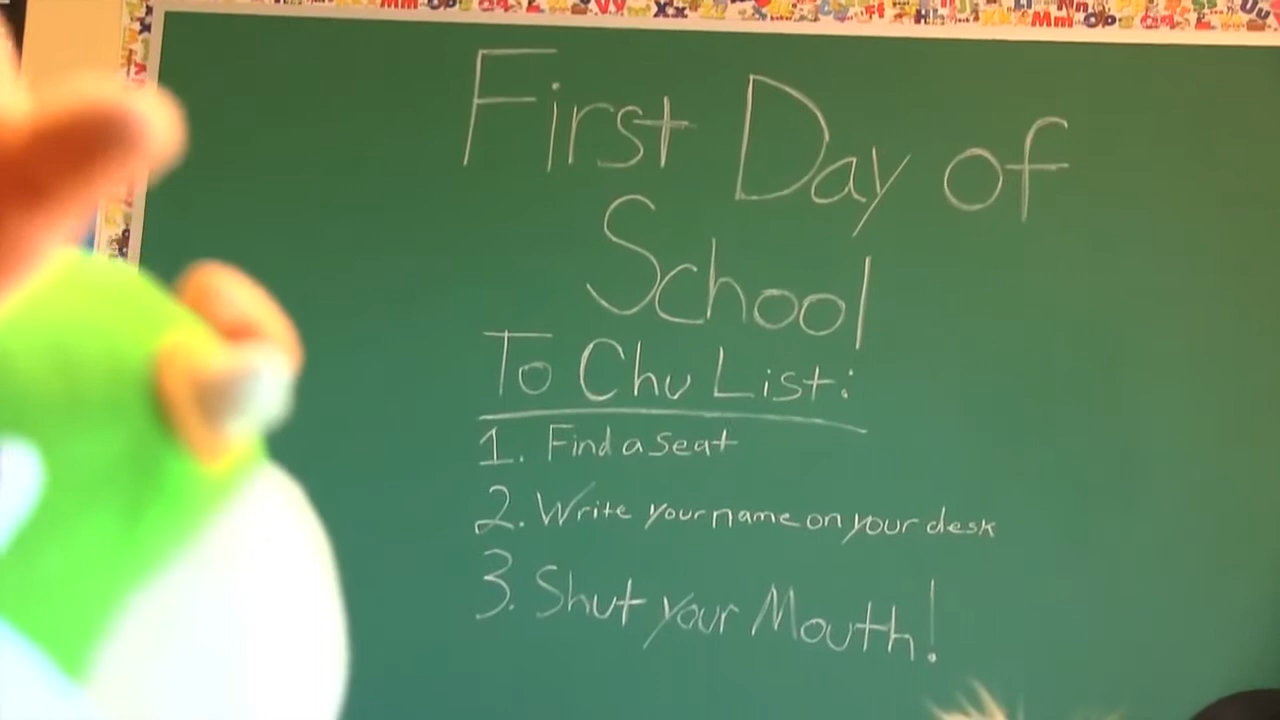 First Day of
School
To Chu List:
1. Find a seat
2. Write your name on your desk
3. Shut your Mouth!